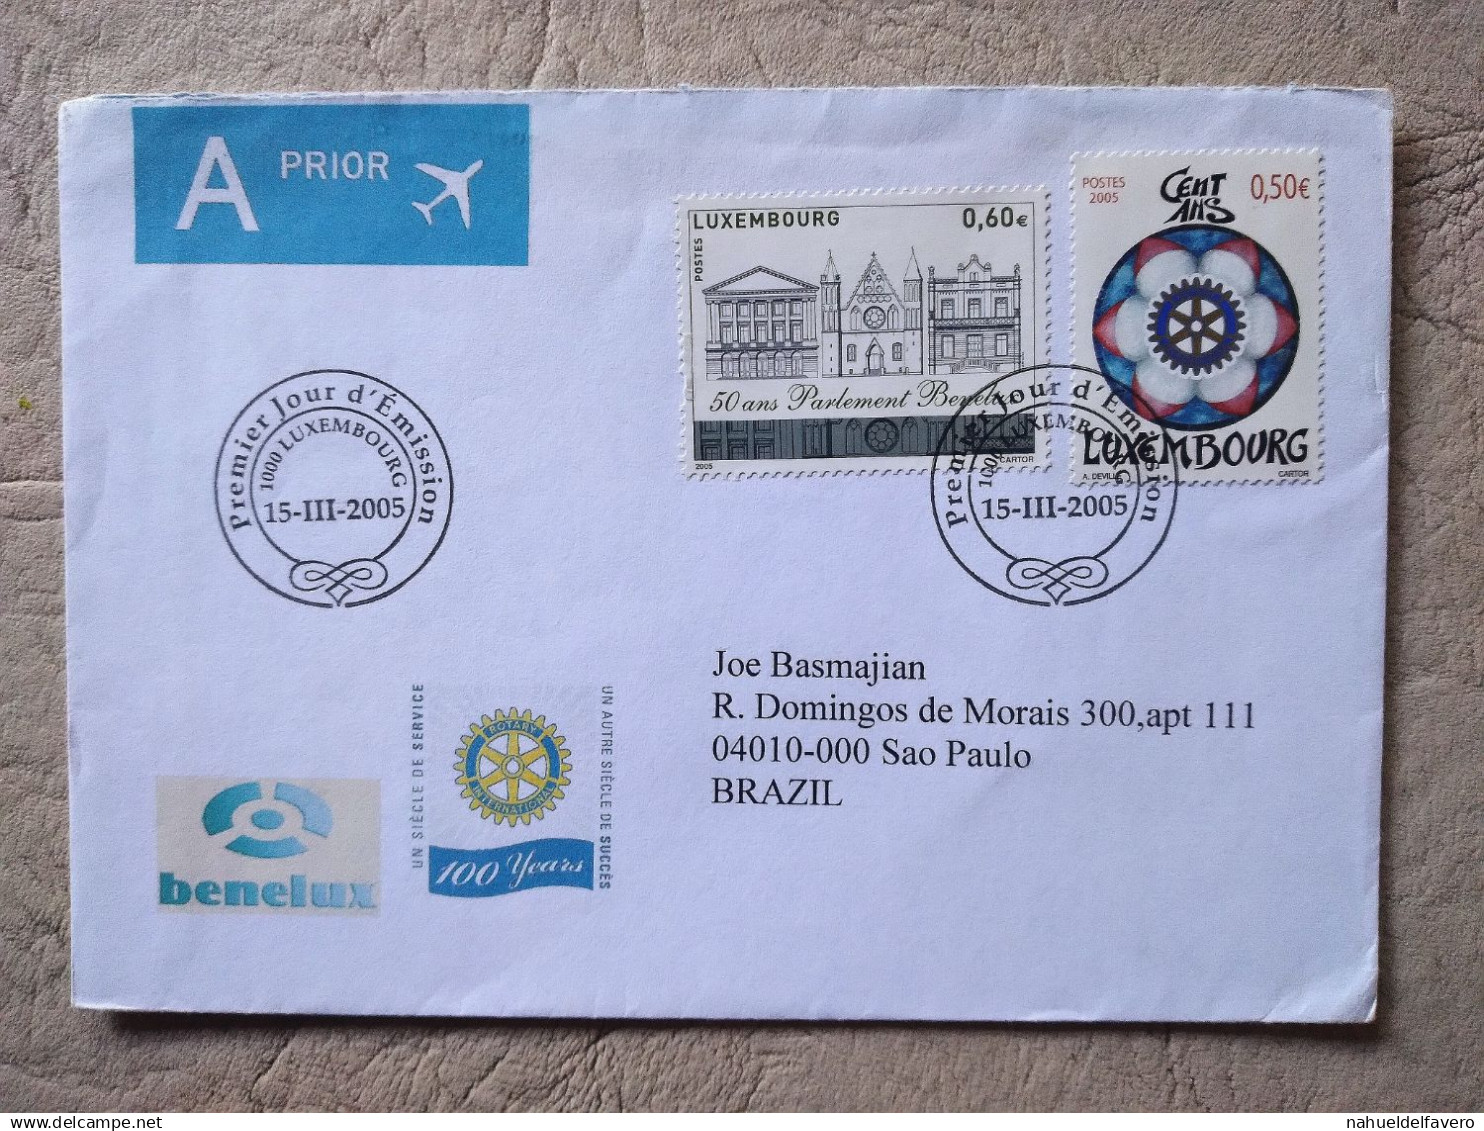 A PRIOR
LUXEMBOURG 0,60€
POSTES
50 ans Parlement Benelux
2005 CARTOR
POSTES 2005
CENT ANS
0,50€
LUXEMBOURG
A. DEVILLE CARTOR
Premier Jour d'Émission
1000 LUXEMBOURG
15-III-2005
Premier Jour d'Émission
1000 LUXEMBOURG
15-III-2005
Joe Basmajian
R. Domingos de Morais 300,apt 111
04010-000 Sao Paulo
BRAZIL
UN SIÈCLE DE SERVICE
ROTARY
INTERNATIONAL
100 Years
UN AUTRE SIÈCLE DE SUCCÈS
benelux
nahueldelfavero